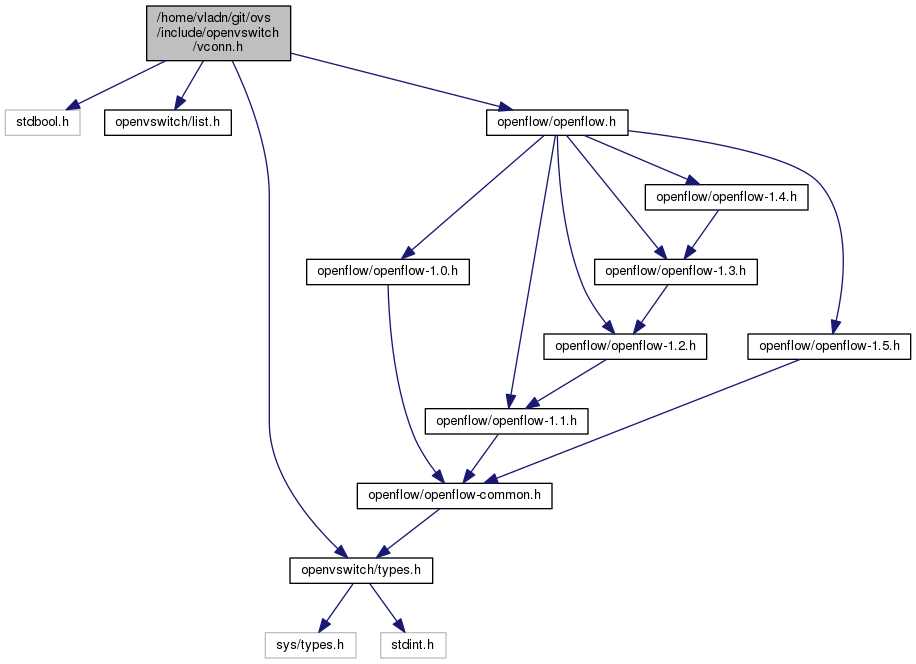 /home/vladn/git/ovs
/include/openvswitch
/vconn.h
stdbool.h
openvswitch/list.h
openflow/openflow.h
openflow/openflow-1.4.h
openflow/openflow-1.0.h
openflow/openflow-1.3.h
openflow/openflow-1.2.h
openflow/openflow-1.5.h
openflow/openflow-1.1.h
openflow/openflow-common.h
openvswitch/types.h
sys/types.h
stdint.h